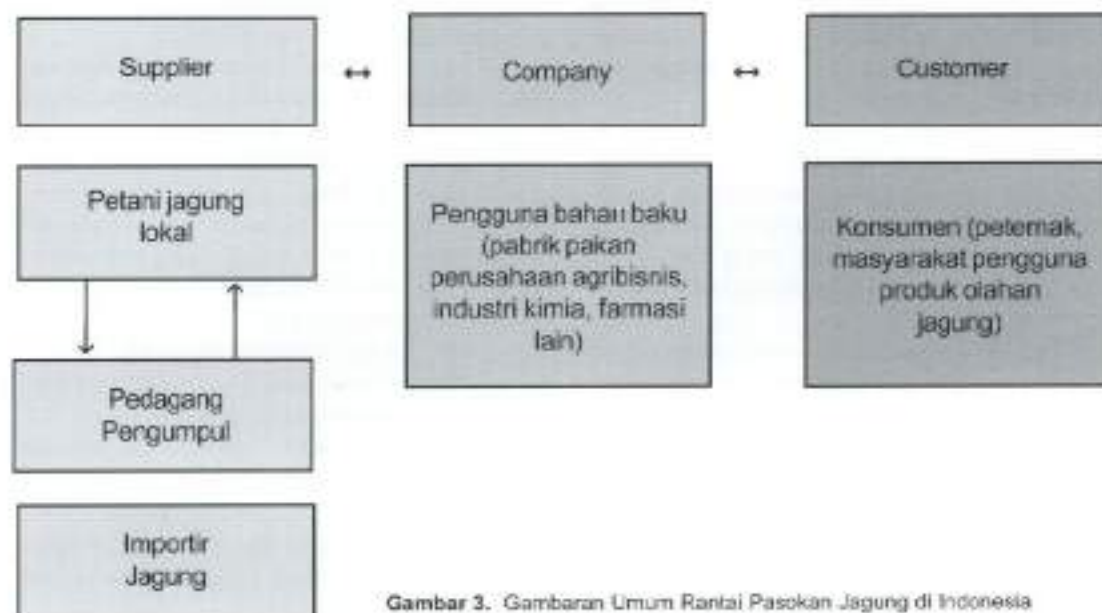 Supplier ↔ Company ↔ Customer
Petani jagung
lokal
Pedagang
Pengumpul
Importir
Jagung
Pengguna bahan baku
(pabrik pakan
perusahaan agribisnis,
industri kimia, farmasi
lain)
Konsumen (peternak,
masyarakat pengguna
produk olahan
jagung)
Gambar 3. Gambaran Umum Rantai Pasokan Jagung di Indonesia